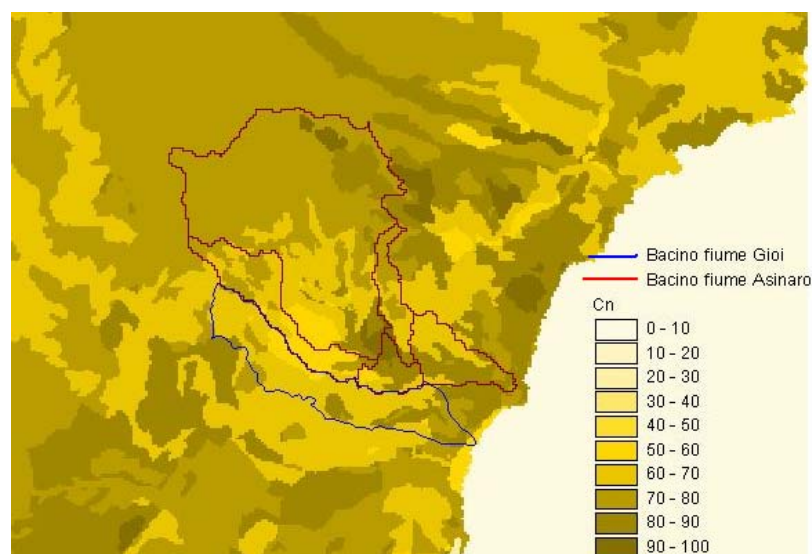 Bacino fiume Gioi
Bacino fiume Asinaro
Cn
0 - 10
10 - 20
20 - 30
30 - 40
40 - 50
50 - 60
60 - 70
70 - 80
80 - 90
90 - 100